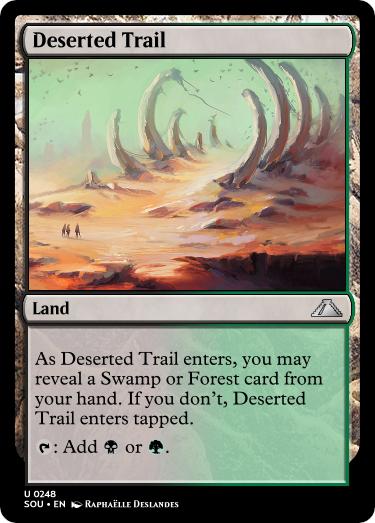 Deserted Trail
Land
As Deserted Trail enters, you may
reveal a Swamp or Forest card from
your hand. If you don't, Deserted
Trail enters tapped.
: Add or .
U 0248
SOU • EN Raphaëlle Deslandes